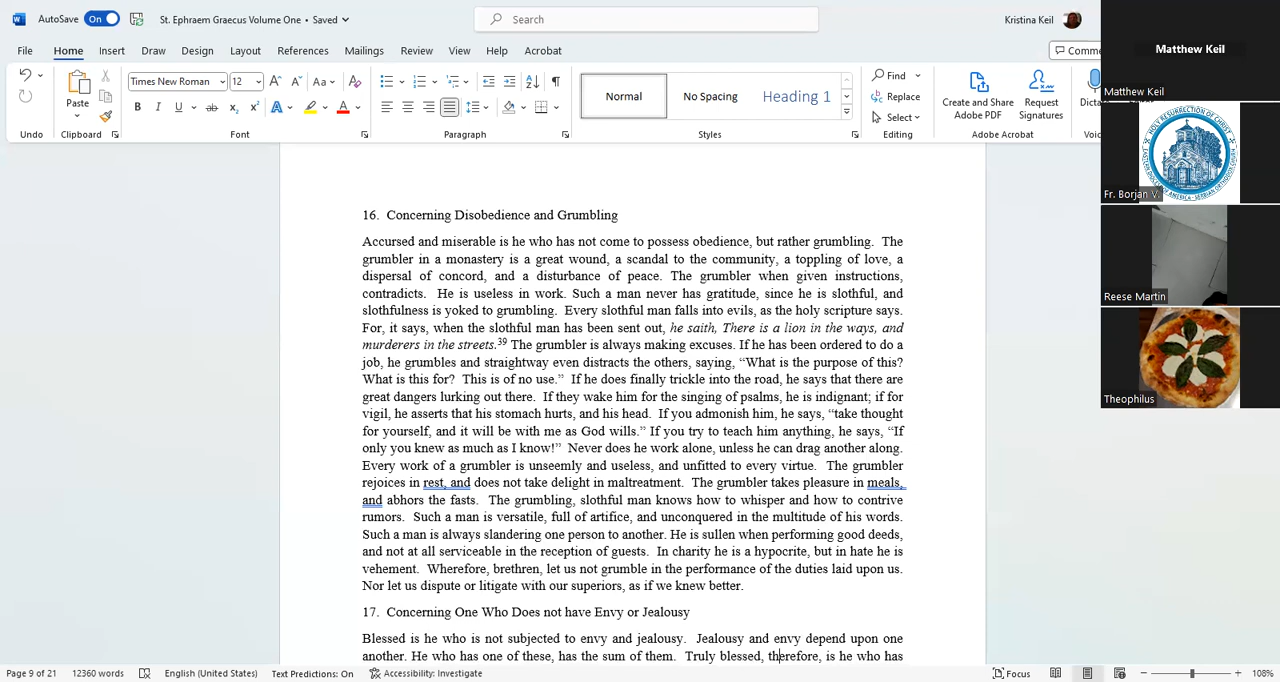 AutoSave On St. Ephraem Graecus Volume One • Saved Search Kristina Keil
File Home Insert Draw Design Layout References Mailings Review View Help Acrobat Comme
Times New Roman 12 Aa Normal No Spacing Heading 1 Find Replace Select
Paste B I U ab x2 x2 A A Create and Share Adobe PDF Request Signatures Dicta
Undo Clipboard Font Paragraph Styles Editing Adobe Acrobat Voic
16. Concerning Disobedience and Grumbling
Accursed and miserable is he who has not come to possess obedience, but rather grumbling. The
grumbler in a monastery is a great wound, a scandal to the community, a toppling of love, a
dispersal of concord, and a disturbance of peace. The grumbler when given instructions,
contradicts. He is useless in work. Such a man never has gratitude, since he is slothful, and
slothfulness is yoked to grumbling. Every slothful man falls into evils, as the holy scripture says.
For, it says, when the slothful man has been sent out, he saith, There is a lion in the ways, and
murderers in the streets.39 The grumbler is always making excuses. If he has been ordered to do a
job, he grumbles and straightway even distracts the others, saying, “What is the purpose of this?
What is this for? This is of no use.” If he does finally trickle into the road, he says that there are
great dangers lurking out there. If they wake him for the singing of psalms, he is indignant; if for
vigil, he asserts that his stomach hurts, and his head. If you admonish him, he says, “take thought
for yourself, and it will be with me as God wills.” If you try to teach him anything, he says, “If
only you knew as much as I know!” Never does he work alone, unless he can drag another along.
Every work of a grumbler is unseemly and useless, and unfitted to every virtue. The grumbler
rejoices in rest, and does not take delight in maltreatment. The grumbler takes pleasure in meals,
and abhors the fasts. The grumbling, slothful man knows how to whisper and how to contrive
rumors. Such a man is versatile, full of artifice, and unconquered in the multitude of his words.
Such a man is always slandering one person to another. He is sullen when performing good deeds,
and not at all serviceable in the reception of guests. In charity he is a hypocrite, but in hate he is
vehement. Wherefore, brethren, let us not grumble in the performance of the duties laid upon us.
Nor let us dispute or litigate with our superiors, as if we knew better.
17. Concerning One Who Does not have Envy or Jealousy
Blessed is he who is not subjected to envy and jealousy. Jealousy and envy depend upon one
another. He who has one of these, has the sum of them. Truly blessed, therefore, is he who has
Page 9 of 21 12360 words English (United States) Text Predictions: On Accessibility: Investigate Focus 108%
Matthew Keil
Matthew Keil
HOLY RESURRECTION OF CHRIST
EASTERN DIOCESE OF AMERICA • SERBIAN ORTHODOX CHURCH
Fr. Borjan V.
Reese Martin
Theophilus